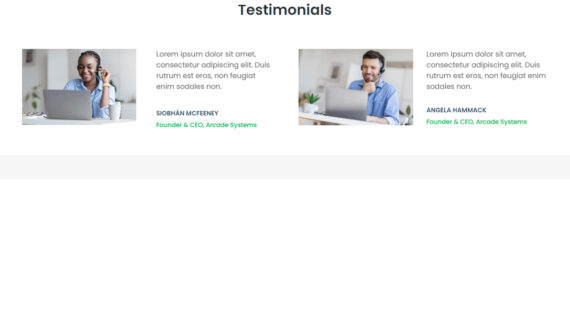 Testimonials
Lorem ipsum dolor sit amet,
consectetur adipiscing elit. Duis
rutrum est eros, non feugiat
enim sodales non.
SIOBHÁN MCFEENEY
Founder & CEO, Arcade Systems
Lorem ipsum dolor sit amet,
consectetur adipiscing elit. Duis
rutrum est eros, non feugiat enim
sodales non.
ANGELA HAMMACK
Founder & CEO, Arcade Systems